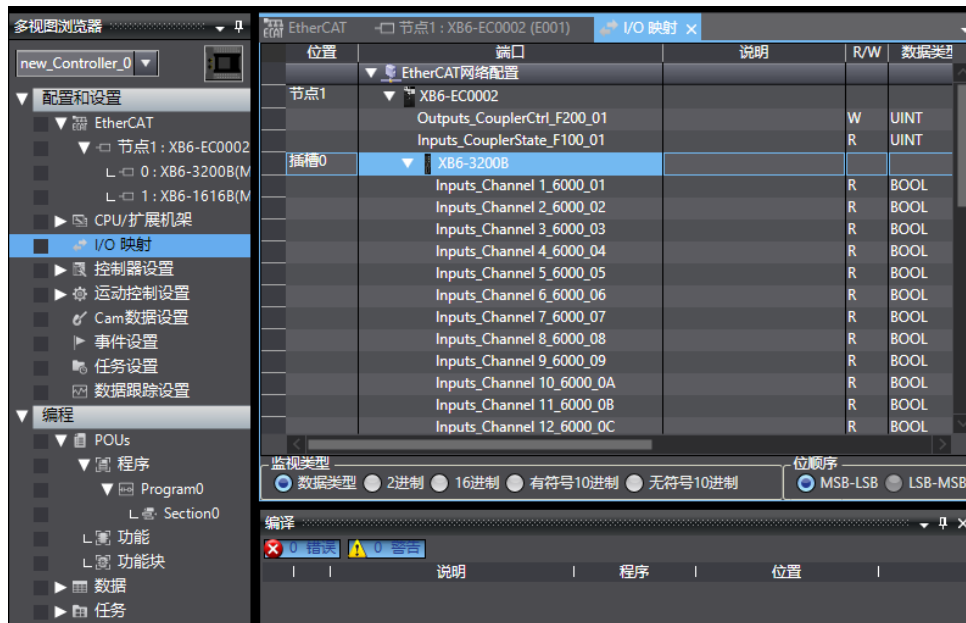 多视图浏览器
new_Controller_0
配置和设置
EtherCAT
节点1 : XB6-EC0002
0 : XB6-3200B(M
1 : XB6-1616B(M
CPU/扩展机架
I/O 映射
控制器设置
运动控制设置
Cam数据设置
事件设置
任务设置
数据跟踪设置
编程
POUs
程序
Program0
Section0
功能
功能块
数据
任务
EtherCAT 节点1 : XB6-EC0002 (E001) I/O 映射
位置 端口 说明 R/W 数据类型
EtherCAT网络配置
节点1 XB6-EC0002
Outputs_CouplerCtrl_F200_01 W UINT
Inputs_CouplerState_F100_01 R UINT
插槽0 XB6-3200B
Inputs_Channel 1_6000_01 R BOOL
Inputs_Channel 2_6000_02 R BOOL
Inputs_Channel 3_6000_03 R BOOL
Inputs_Channel 4_6000_04 R BOOL
Inputs_Channel 5_6000_05 R BOOL
Inputs_Channel 6_6000_06 R BOOL
Inputs_Channel 7_6000_07 R BOOL
Inputs_Channel 8_6000_08 R BOOL
Inputs_Channel 9_6000_09 R BOOL
Inputs_Channel 10_6000_0A R BOOL
Inputs_Channel 11_6000_0B R BOOL
Inputs_Channel 12_6000_0C R BOOL
监视类型 位顺序
数据类型 2进制 16进制 有符号10进制 无符号10进制 MSB-LSB LSB-MSB
编译
0 错误 0 警告
说明 程序 位置